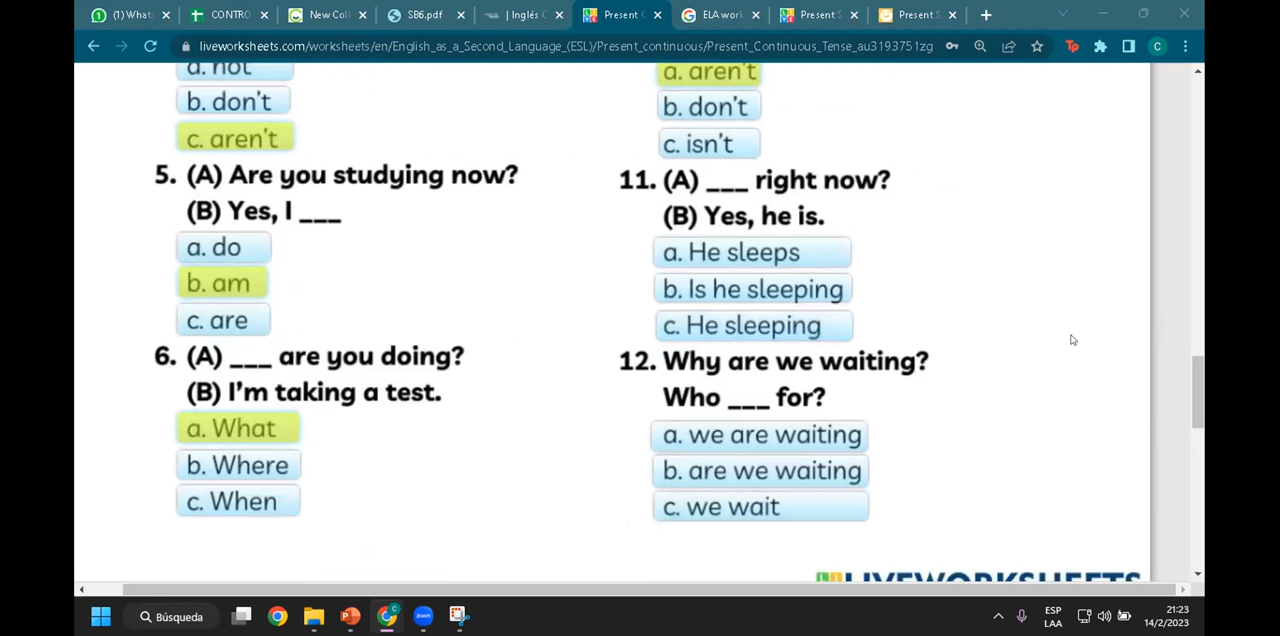 (1) Whats
CONTRO
New Coll
SB6.pdf
| Inglés C
Present C
ELA work
Present S
Present S
liveworksheets.com/worksheets/en/English_as_a_Second_Language_(ESL)/Present_continuous/Present_Continuous_Tense_au3193751zg
a. not
b. don't
c. aren't
5. (A) Are you studying now?
(B) Yes, I ___
a. do
b. am
c. are
6. (A) ___ are you doing?
(B) I'm taking a test.
a. What
b. Where
c. When
a. aren't
b. don't
c. isn't
11. (A) ___ right now?
(B) Yes, he is.
a. He sleeps
b. Is he sleeping
c. He sleeping
12. Why are we waiting?
Who ___ for?
a. we are waiting
b. are we waiting
c. we wait
LIVEWORKSHEETS
Búsqueda
zoom
ESP
LAA
21:23
14/2/2023